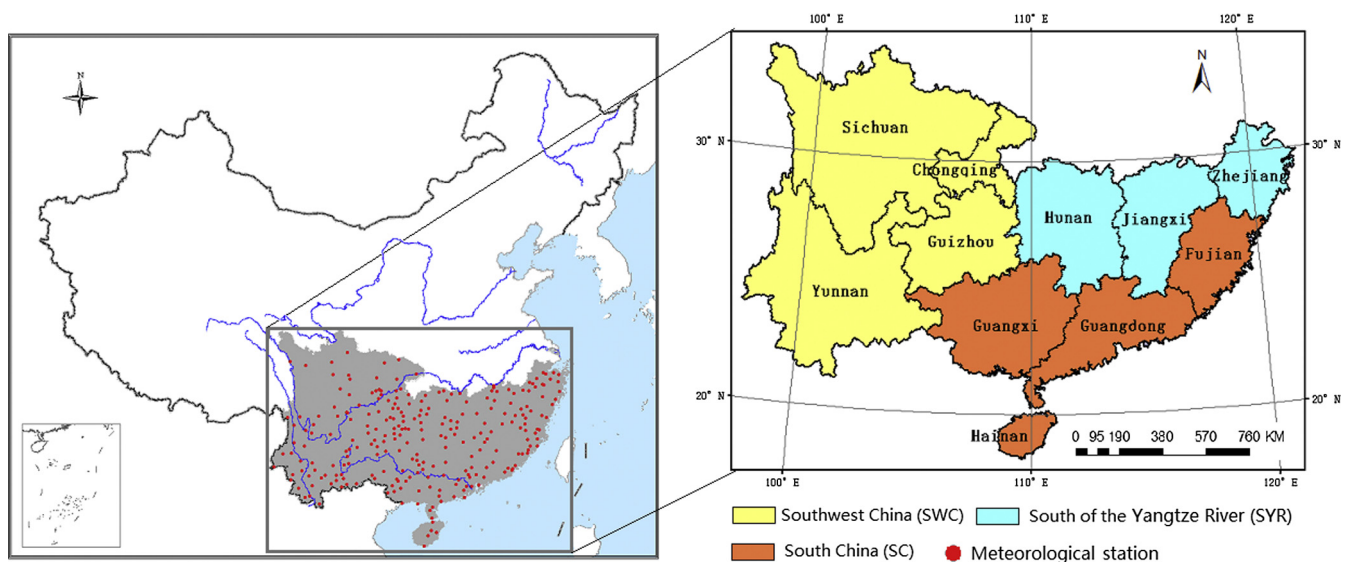 100° E 110° E 120° E
N
N
Sichuan
30° N 30° N
Chongqing
Zhejiang
Hunan
Jiangxi
Guizhou
Fujian
Yunnan
Guangxi
Guangdong
20° N 20° N
Hainan
0 95 190 380 570 760 KM
100° E 110° E 120° E
Southwest China (SWC) South of the Yangtze River (SYR)
South China (SC) Meteorological station